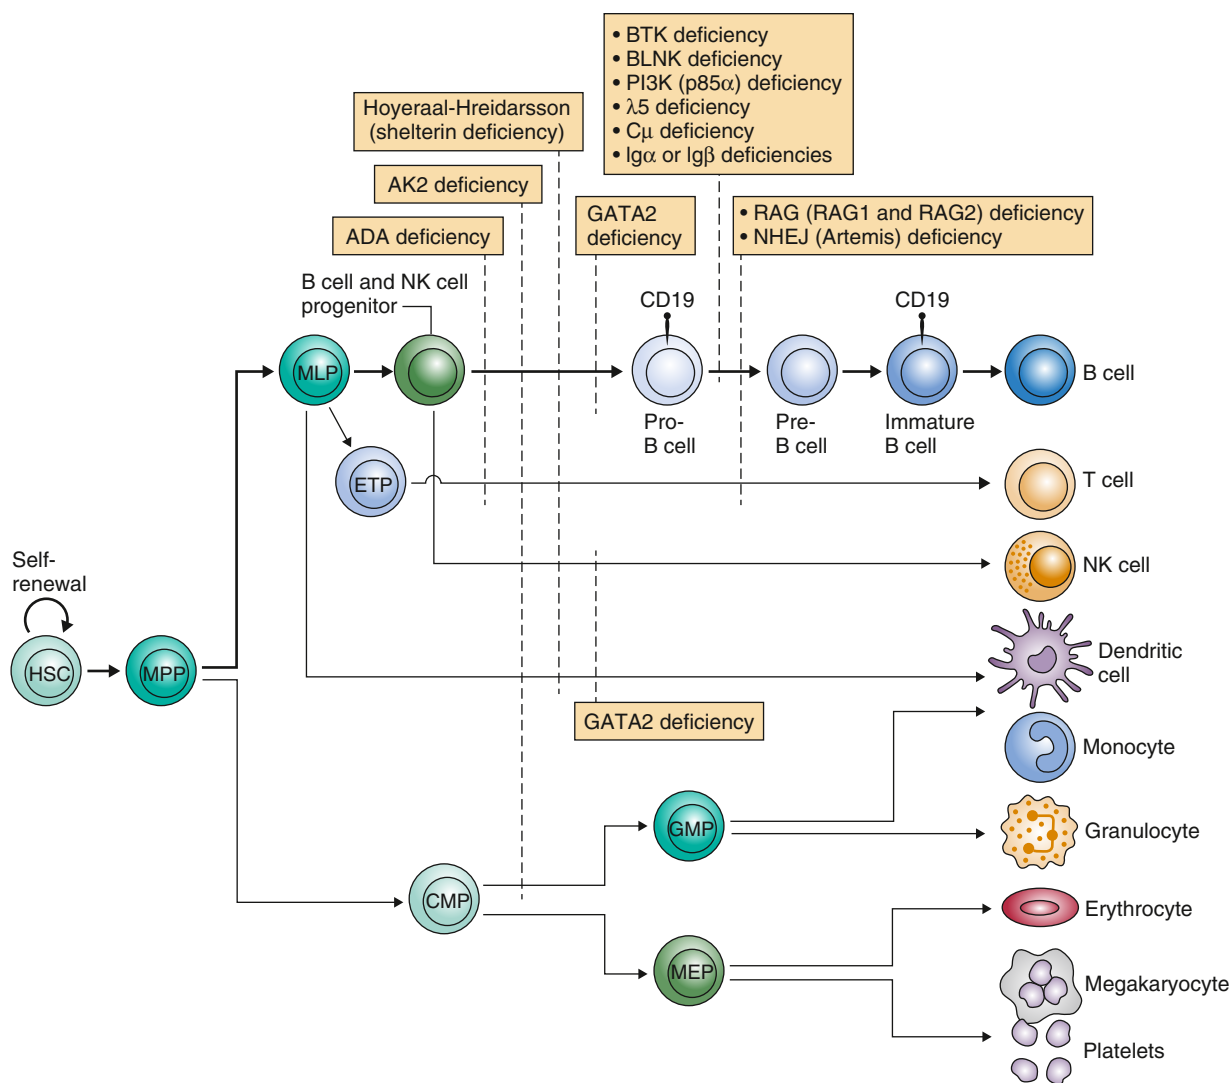 • BTK deficiency
• BLNK deficiency
• PI3K (p85α) deficiency
• λ5 deficiency
• Cμ deficiency
• Igα or Igβ deficiencies
Hoyeraal-Hreidarsson
(shelterin deficiency)
AK2 deficiency
ADA deficiency
GATA2
deficiency
• RAG (RAG1 and RAG2) deficiency
• NHEJ (Artemis) deficiency
B cell and NK cell
progenitor
CD19
CD19
MLP
B cell
Pro-
B cell
Pre-
B cell
Immature
B cell
ETP
T cell
NK cell
Self-
renewal
HSC
MPP
Dendritic
cell
GATA2 deficiency
Monocyte
GMP
Granulocyte
CMP
Erythrocyte
MEP
Megakaryocyte
Platelets